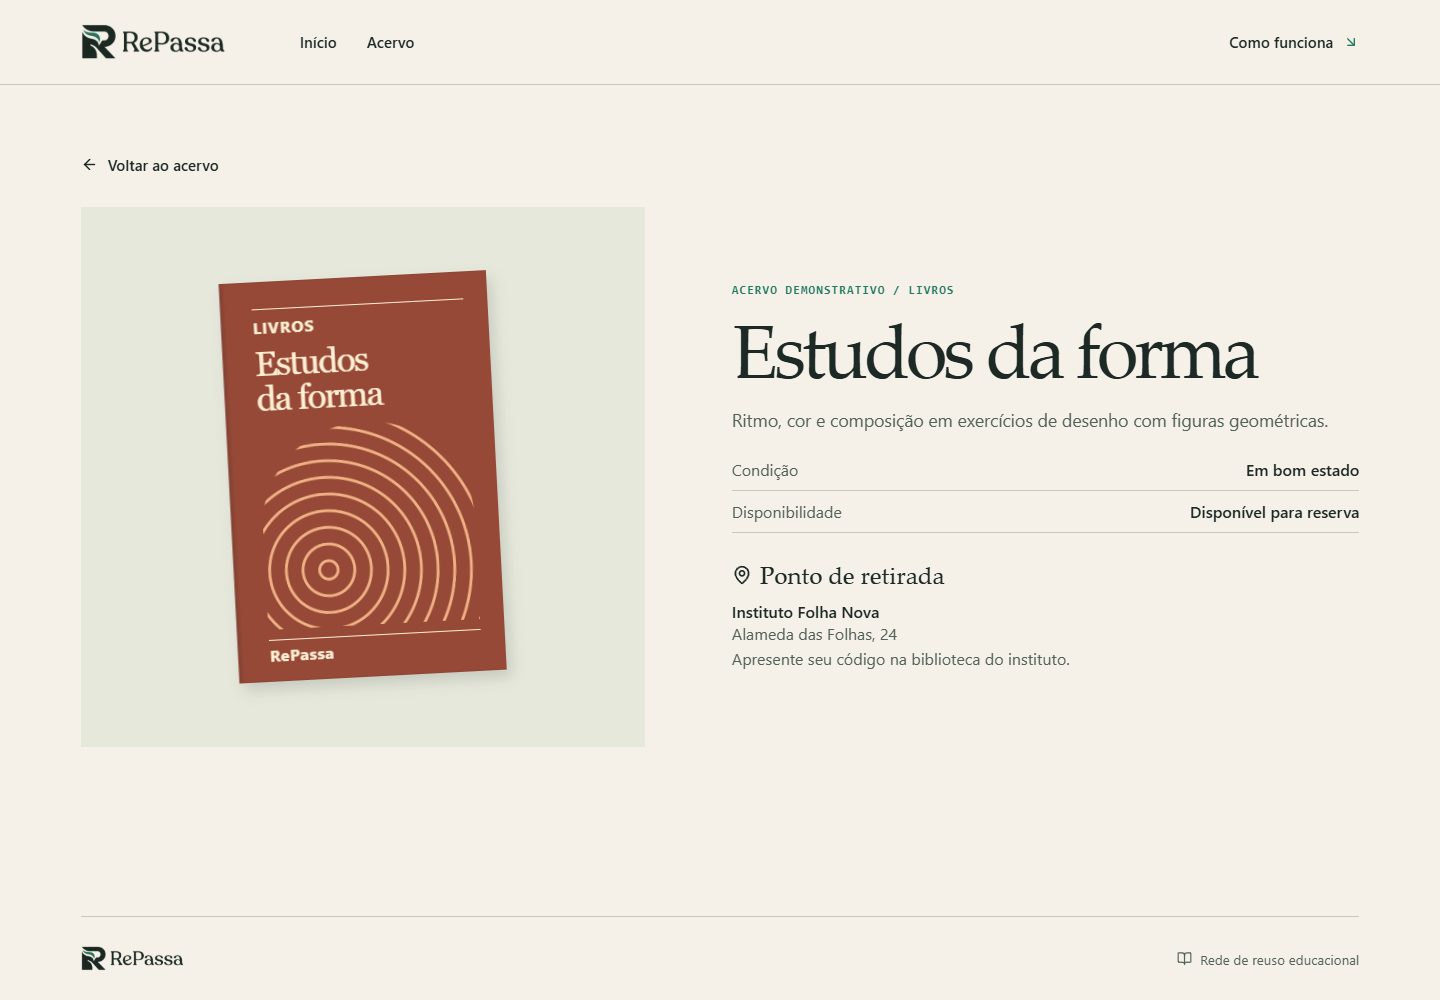 RePassa
Início
Acervo
Como funciona
Voltar ao acervo
LIVROS
Estudos
da forma
RePassa
ACERVO DEMONSTRATIVO / LIVROS
Estudos da forma
Ritmo, cor e composição em exercícios de desenho com figuras geométricas.
Condição
Em bom estado
Disponibilidade
Disponível para reserva
Ponto de retirada
Instituto Folha Nova
Alameda das Folhas, 24
Apresente seu código na biblioteca do instituto.
RePassa
Rede de reuso educacional